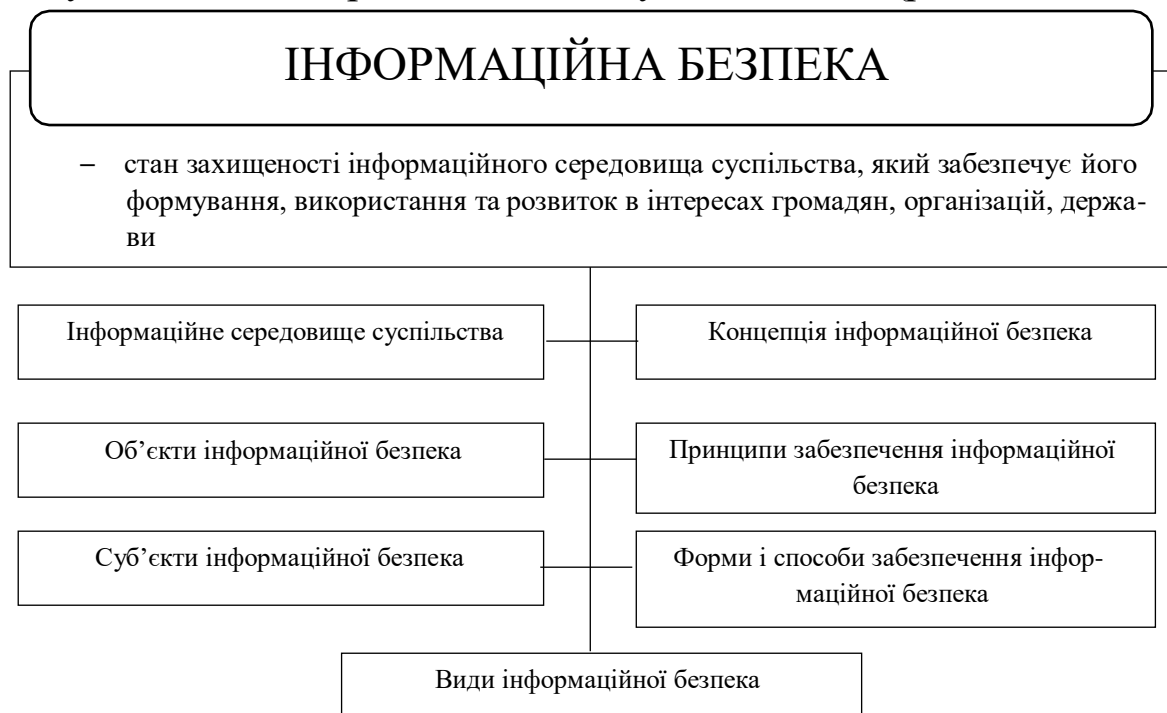 ІНФОРМАЦІЙНА БЕЗПЕКА
– стан захищеності інформаційного середовища суспільства, який забезпечує його
формування, використання та розвиток в інтересах громадян, організацій, держа-
ви
Інформаційне середовище суспільства
Концепція інформаційної безпека
Об’єкти інформаційної безпека
Принципи забезпечення інформаційної
безпека
Суб’єкти інформаційної безпека
Форми і способи забезпечення інфор-
маційної безпека
Види інформаційної безпека